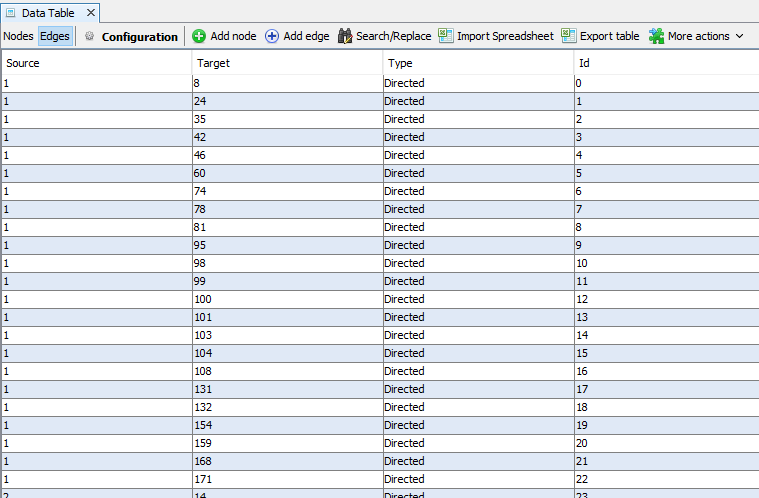 Data Table
Nodes Edges Configuration Add node Add edge Search/Replace Import Spreadsheet Export table More actions
Source Target Type Id
1 8 Directed 0
1 24 Directed 1
1 35 Directed 2
1 42 Directed 3
1 46 Directed 4
1 60 Directed 5
1 74 Directed 6
1 78 Directed 7
1 81 Directed 8
1 95 Directed 9
1 98 Directed 10
1 99 Directed 11
1 100 Directed 12
1 101 Directed 13
1 103 Directed 14
1 104 Directed 15
1 108 Directed 16
1 131 Directed 17
1 132 Directed 18
1 154 Directed 19
1 159 Directed 20
1 168 Directed 21
1 171 Directed 22
2 14 Directed 23